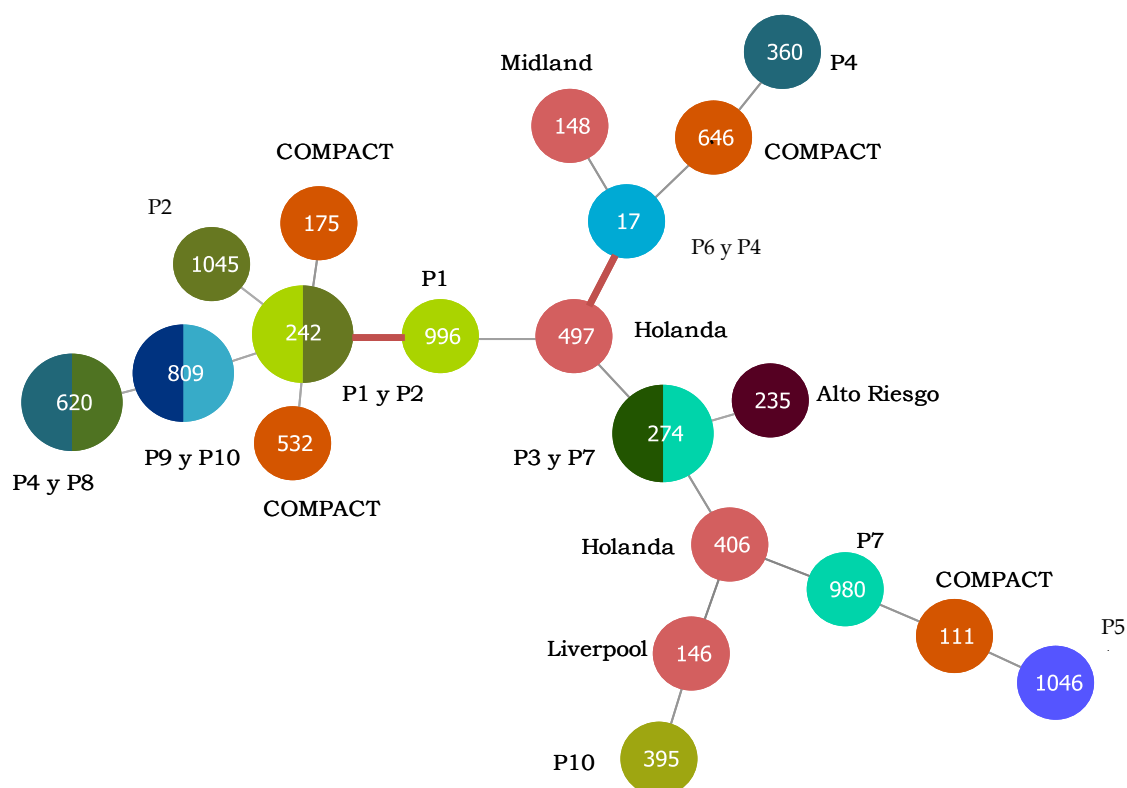 360
P4
Midland
148
646
COMPACT
COMPACT
175
P2
17
P6 y P4
1045
P1
242
996
497
Holanda
809
P1 y P2
620
235
Alto Riesgo
274
532
P9 y P10
P3 y P7
P4 y P8
COMPACT
Holanda
406
P7
980
COMPACT
111
P5
Liverpool
146
1046
P10
395